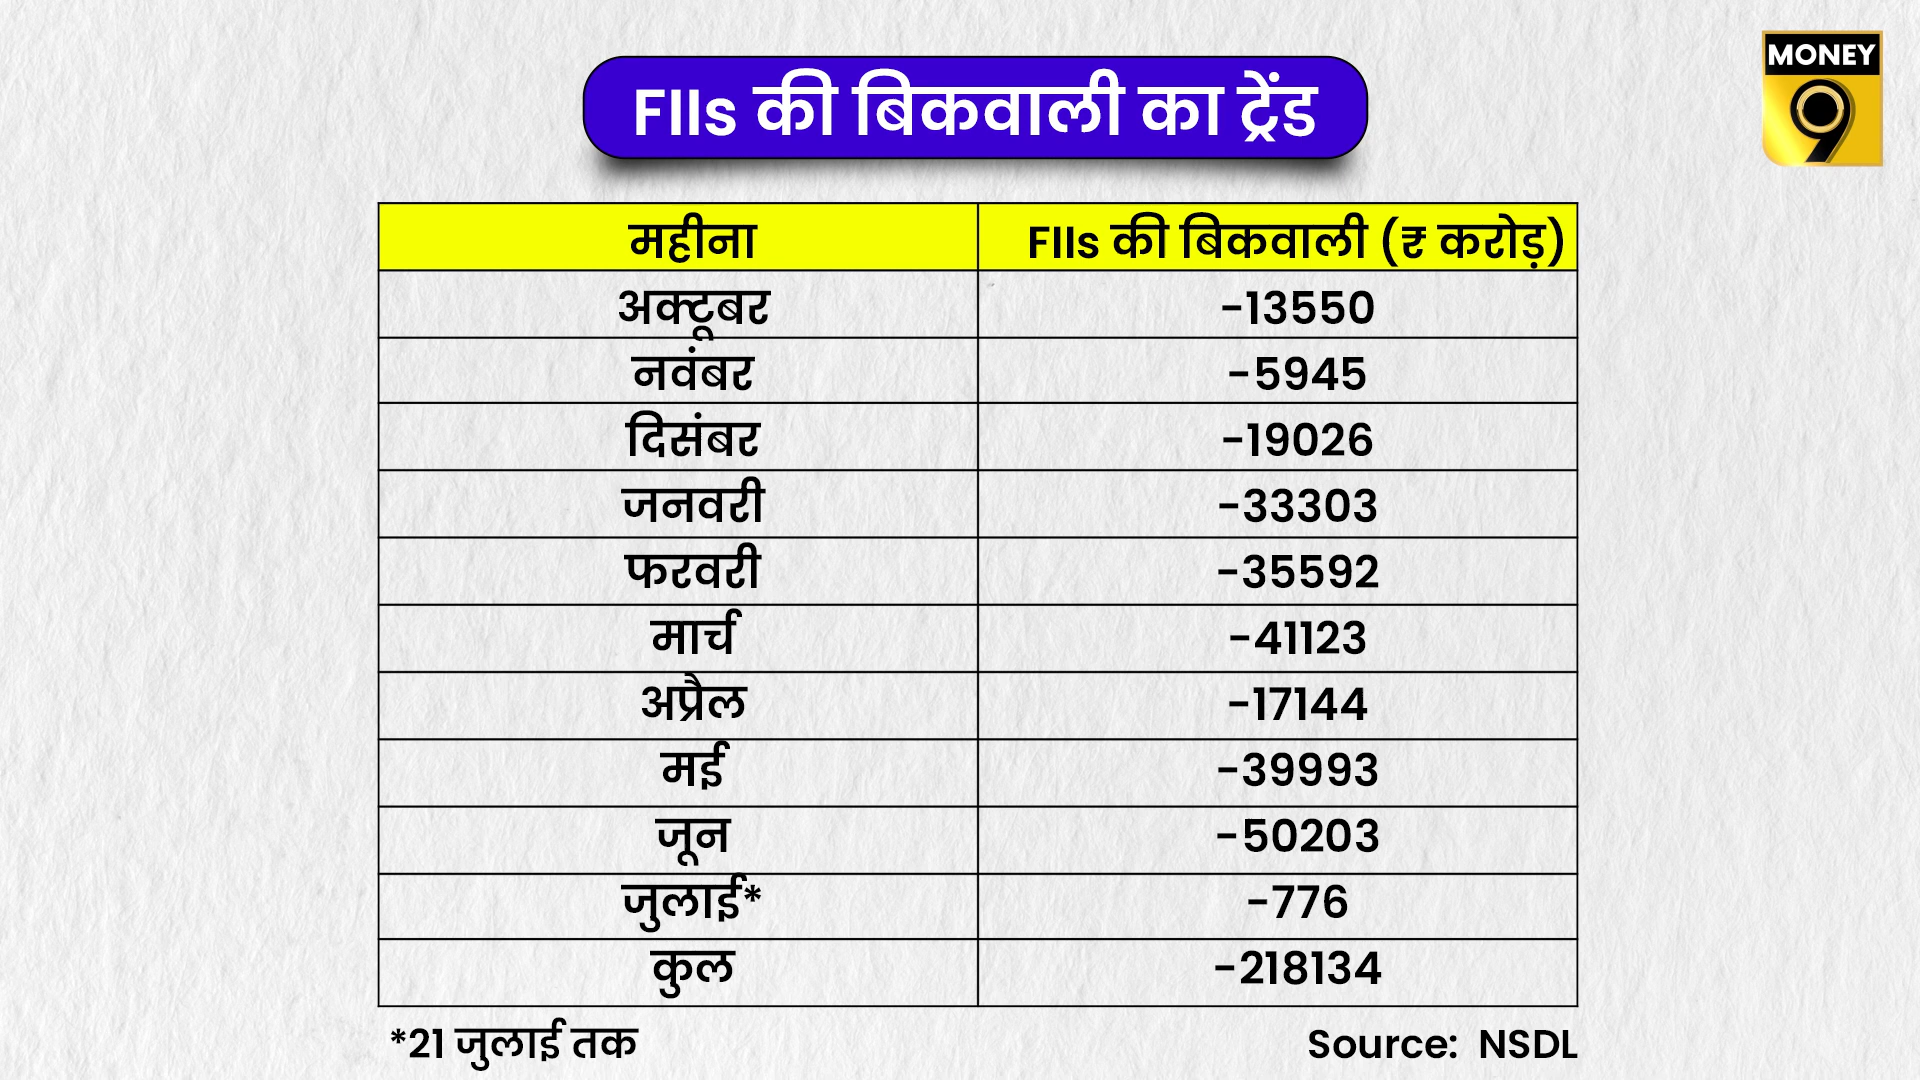 MONEY
9
FIIs की बिकवाली का ट्रेंड
महीना FIIs की बिकवाली (₹ करोड़)
अक्टूबर -13550
नवंबर -5945
दिसंबर -19026
जनवरी -33303
फरवरी -35592
मार्च -41123
अप्रैल -17144
मई -39993
जून -50203
जुलाई* -776
कुल -218134
*21 जुलाई तक Source: NSDL